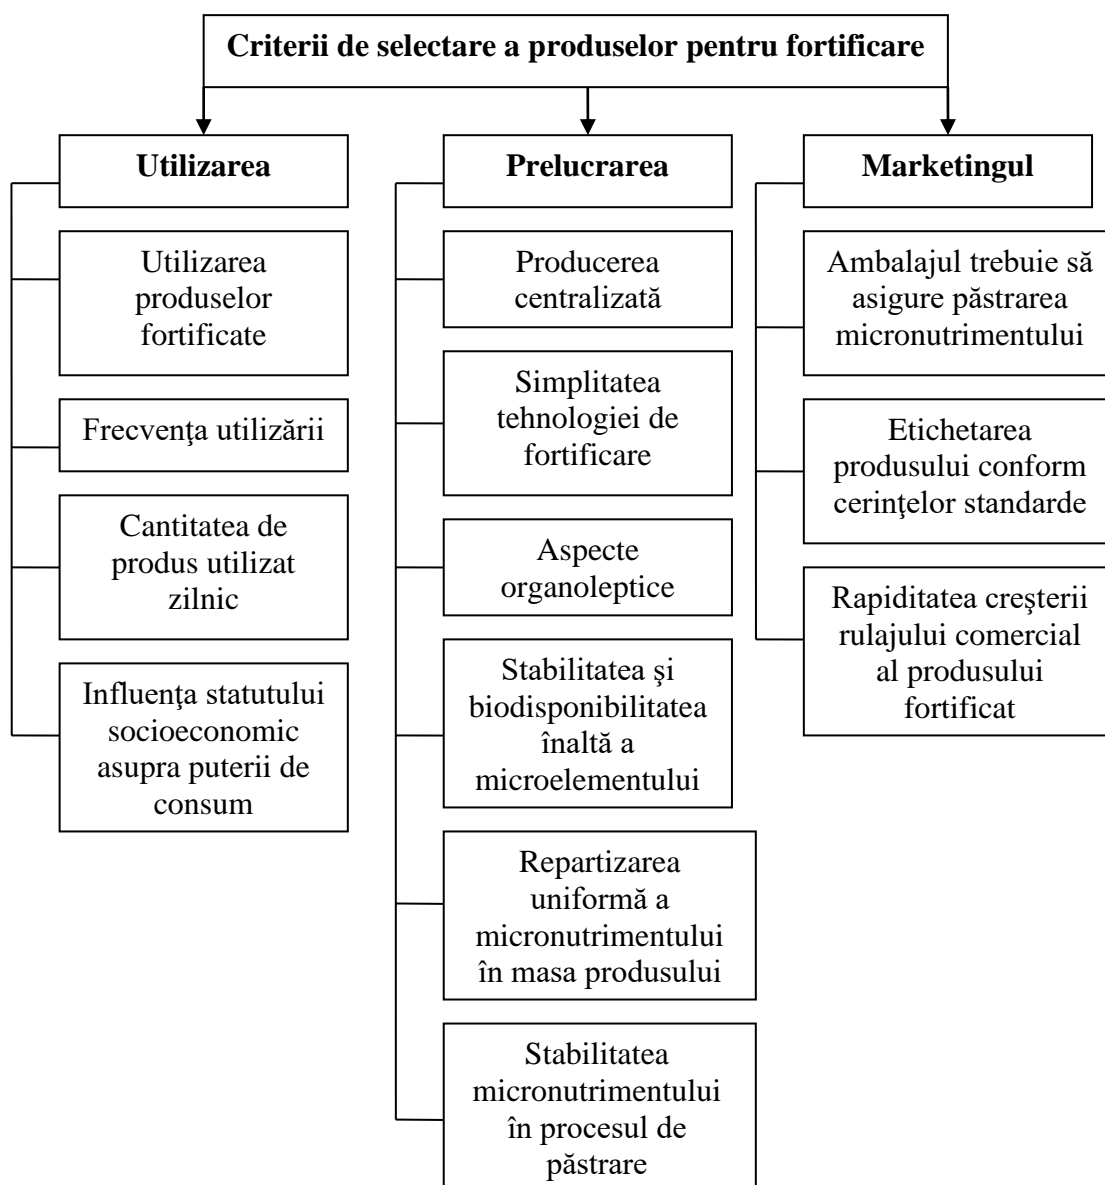 Criterii de selectare a produselor pentru fortificare
Utilizarea
Utilizarea
produselor
fortificate
Frecvenţa utilizării
Cantitatea de
produs utilizat
zilnic
Influenţa statutului
socioeconomic
asupra puterii de
consum
Prelucrarea
Producerea
centralizată
Simplitatea
tehnologiei de
fortificare
Aspecte
organoleptice
Stabilitatea şi
biodisponibilitatea
înaltă a
microelementului
Repartizarea
uniformă a
micronutrimentului
în masa produsului
Stabilitatea
micronutrimentului
în procesul de
păstrare
Marketingul
Ambalajul trebuie să
asigure păstrarea
micronutrimentului
Etichetarea
produsului conform
cerinţelor standarde
Rapiditatea creşterii
rulajului comercial
al produsului
fortificat